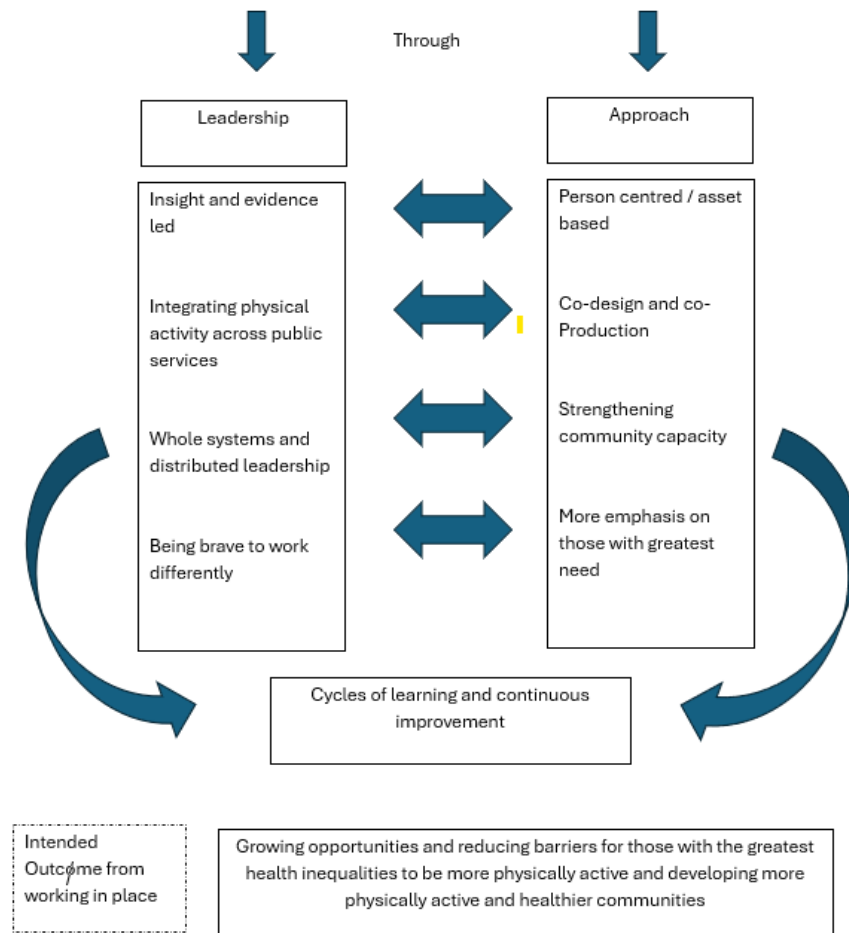 Through
Leadership
Approach
Insight and evidence
led
Integrating physical
activity across public
services
Whole systems and
distributed leadership
Being brave to work
differently
Person centred / asset
based
Co-design and co-
Production
Strengthening
community capacity
More emphasis on
those with greatest
need
Cycles of learning and continuous
improvement
Intended
Outcome from
working in place
Growing opportunities and reducing barriers for those with the greatest
health inequalities to be more physically active and developing more
physically active and healthier communities